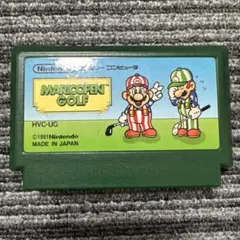 Nintendo ファミリー コンピュータ
MARIO OPEN
GOLF
HVC-UG
©1991 Nintendo
MADE IN JAPAN